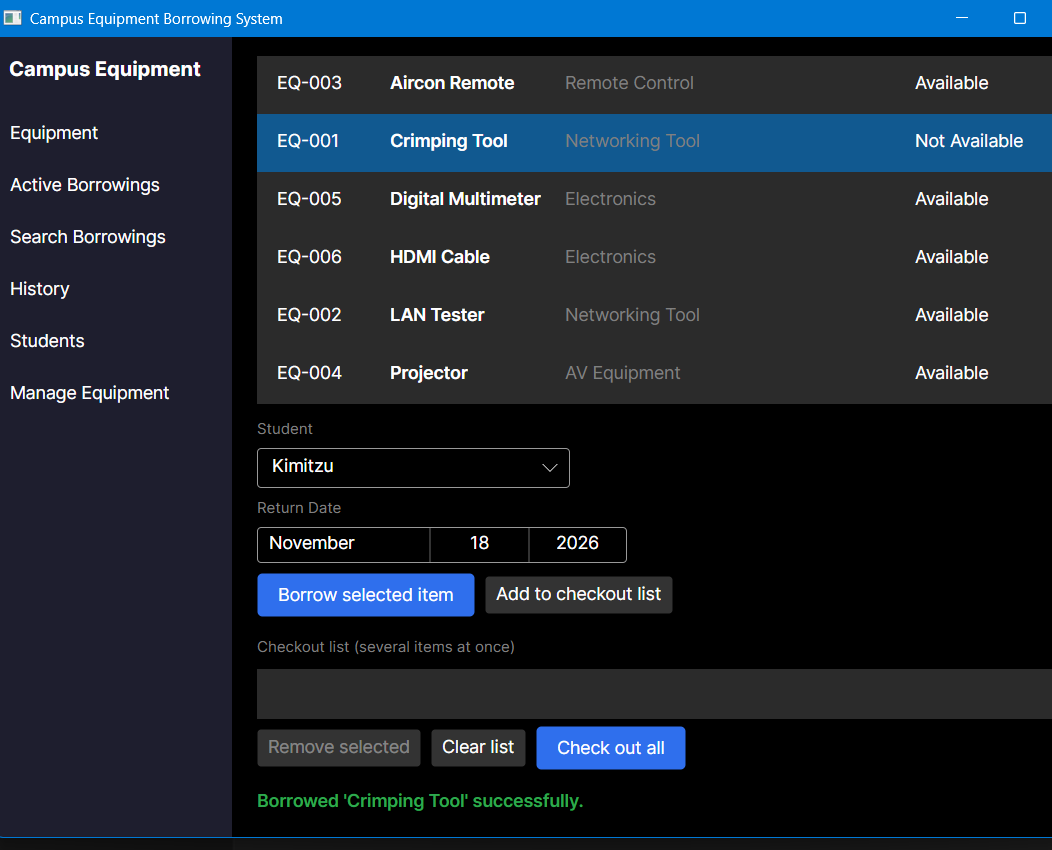 Campus Equipment Borrowing System
Campus Equipment
Equipment
Active Borrowings
Search Borrowings
History
Students
Manage Equipment
EQ-003 Aircon Remote Remote Control Available
EQ-001 Crimping Tool Networking Tool Not Available
EQ-005 Digital Multimeter Electronics Available
EQ-006 HDMI Cable Electronics Available
EQ-002 LAN Tester Networking Tool Available
EQ-004 Projector AV Equipment Available
Student
Kimitzu
Return Date
November 18 2026
Borrow selected item Add to checkout list
Checkout list (several items at once)
Remove selected Clear list Check out all
Borrowed 'Crimping Tool' successfully.